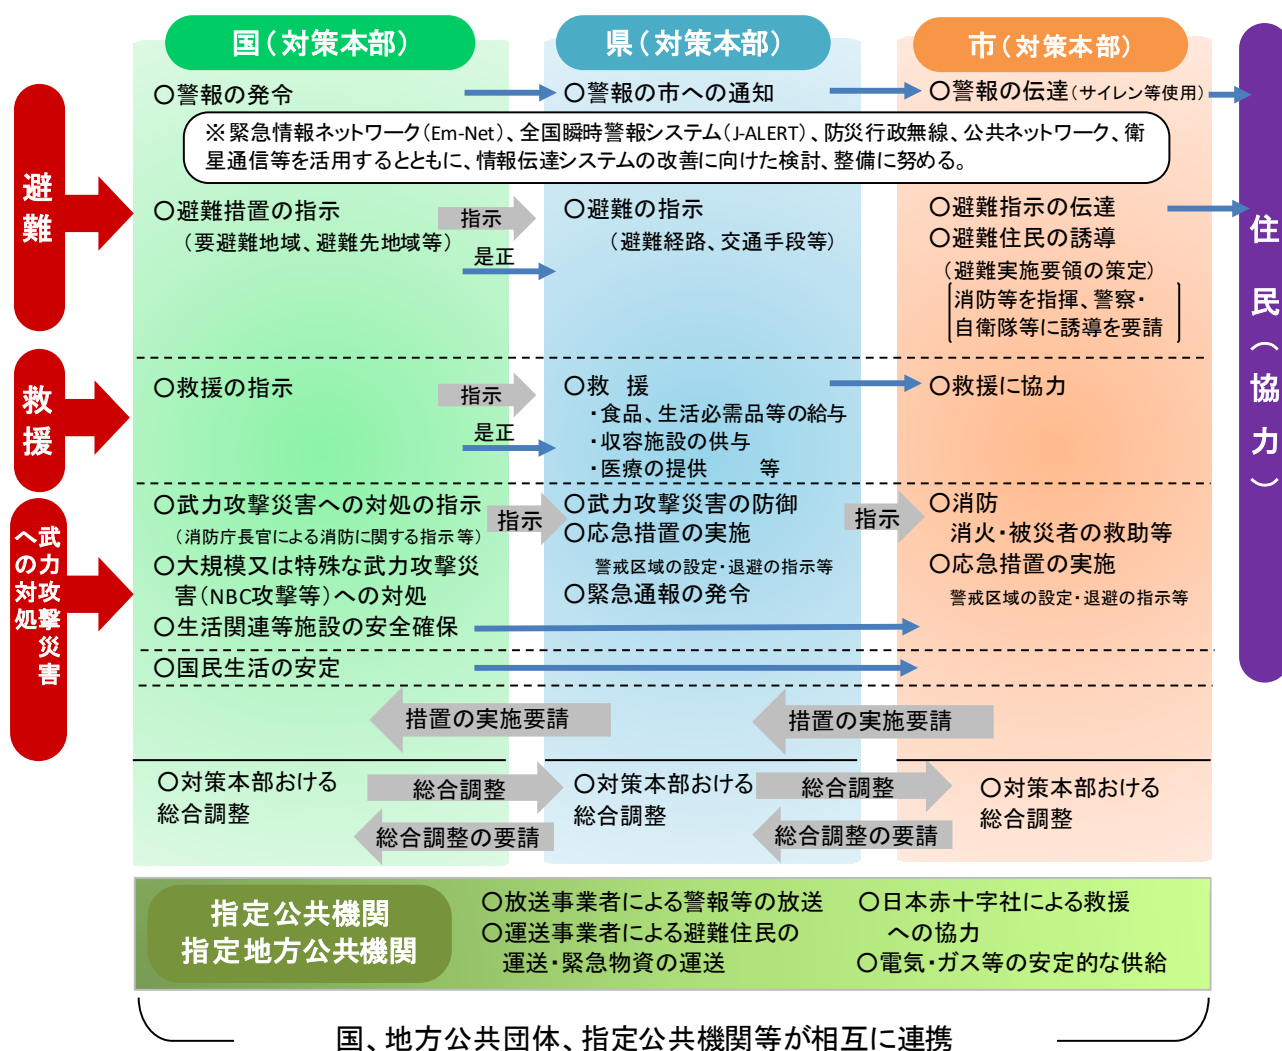 国(対策本部)
県(対策本部)
市(対策本部)
避難
救援
武力攻撃災害
への対処
住民(協力)
○警報の発令
○警報の市への通知
○警報の伝達(サイレン等使用)
※緊急情報ネットワーク(Em-Net)、全国瞬時警報システム(J-ALERT)、防災行政無線、公共ネットワーク、衛
星通信等を活用するとともに、情報伝達システムの改善に向けた検討、整備に努める。
○避難措置の指示
(要避難地域、避難先地域等)
指示
是正
○避難の指示
(避難経路、交通手段等)
○避難指示の伝達
○避難住民の誘導
(避難実施要領の策定)
消防等を指揮、警察・
自衛隊等に誘導を要請
○救援の指示
指示
是正
○救 援
・食品、生活必需品等の給与
・収容施設の供与
・医療の提供 等
○救援に協力
○武力攻撃災害への対処の指示
(消防庁長官による消防に関する指示等)
○大規模又は特殊な武力攻撃災
害(NBC攻撃等)への対処
○生活関連等施設の安全確保
指示
○武力攻撃災害の防御
○応急措置の実施
警戒区域の設定・退避の指示等
○緊急通報の発令
指示
○消防
消火・被災者の救助等
○応急措置の実施
警戒区域の設定・退避の指示等
○国民生活の安定
措置の実施要請
措置の実施要請
○対策本部おける
総合調整
総合調整
総合調整の要請
○対策本部おける
総合調整
総合調整
総合調整の要請
○対策本部おける
総合調整
指定公共機関
指定地方公共機関
○放送事業者による警報等の放送
○運送事業者による避難住民の
運送・緊急物資の運送
○日本赤十字社による救援
への協力
○電気・ガス等の安定的な供給
国、地方公共団体、指定公共機関等が相互に連携